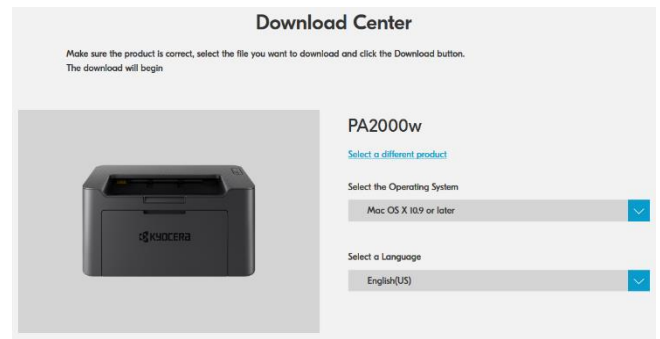 Download Center
Make sure the product is correct, select the file you want to download and click the Download button.
The download will begin
PA2000w
Select a different product
Select the Operating System
Mac OS X 10.9 or later
KYOCERA
Select a Language
English(US)